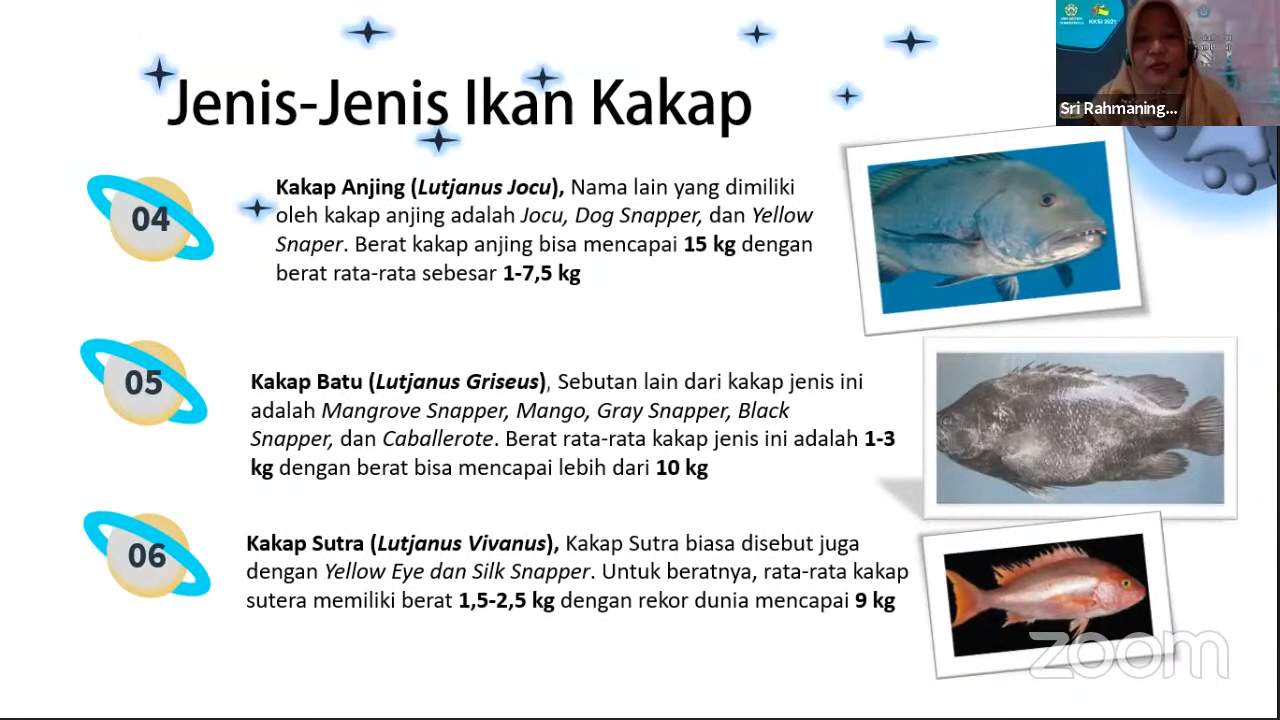 KKSI 2021
Sri Rahmaning...
Jenis-Jenis Ikan Kakap
04
Kakap Anjing (Lutjanus Jocu), Nama lain yang dimiliki
oleh kakap anjing adalah Jocu, Dog Snapper, dan Yellow
Snaper. Berat kakap anjing bisa mencapai 15 kg dengan
berat rata-rata sebesar 1-7,5 kg
05
Kakap Batu (Lutjanus Griseus), Sebutan lain dari kakap jenis ini
adalah Mangrove Snapper, Mango, Gray Snapper, Black
Snapper, dan Caballerote. Berat rata-rata kakap jenis ini adalah 1-3
kg dengan berat bisa mencapai lebih dari 10 kg
06
Kakap Sutra (Lutjanus Vivanus), Kakap Sutra biasa disebut juga
dengan Yellow Eye dan Silk Snapper. Untuk beratnya, rata-rata kakap
sutera memiliki berat 1,5-2,5 kg dengan rekor dunia mencapai 9 kg
zoom